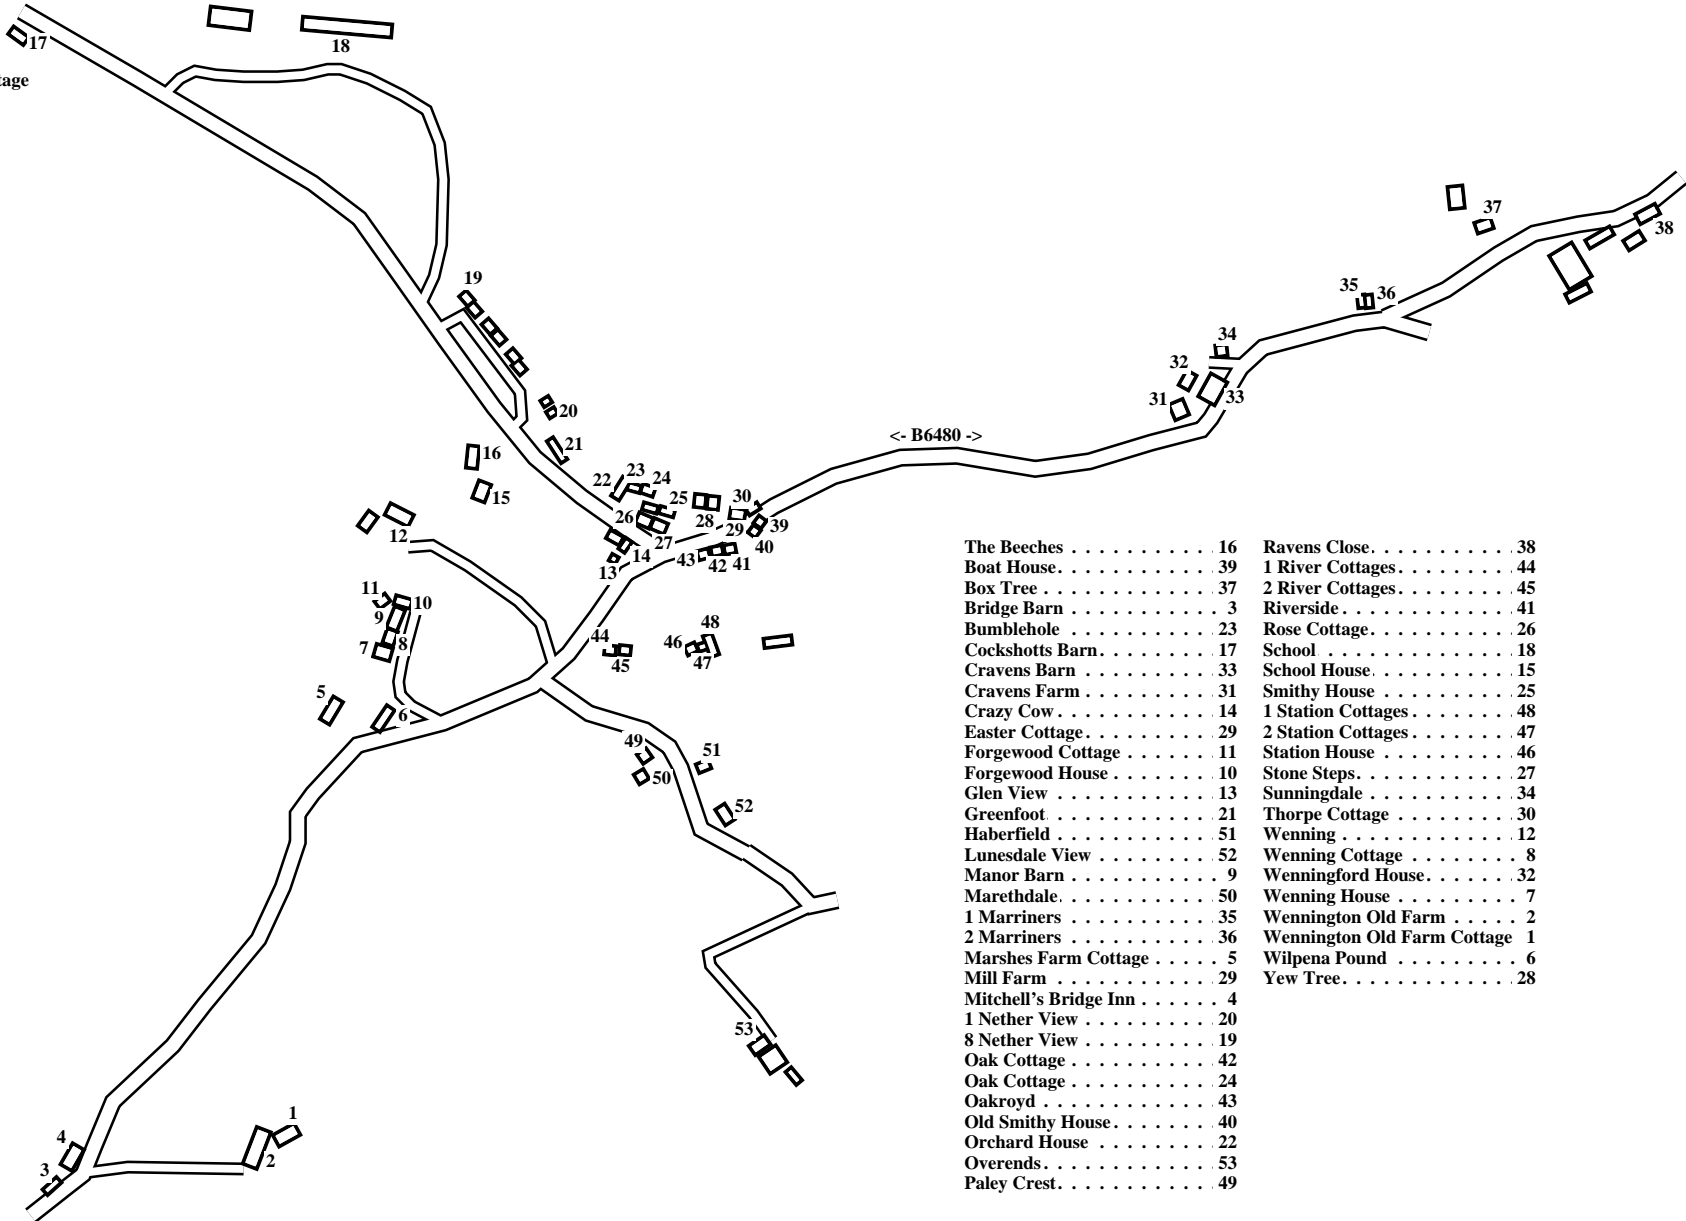 17
18
tage
37
38
19
35
36
34
32
31
33
20
<- B6480 ->
21
16
22
23
24
15
25
30
26
28
29
39
12
27
40
14
43
42
41
13
11
10
9
8
7
44
45
46
47
48
5
6
49
51
50
52
53
1
4
2
3
The Beeches . . . . . . . . . . . 16
Boat House. . . . . . . . . . . . 39
Box Tree . . . . . . . . . . . 37
Bridge Barn . . . . . . . . . . . 3
Bumblehole . . . . . . . . . . . 23
Cockshotts Barn. . . . . . . . . . 17
Cravens Barn . . . . . . . . . . 33
Cravens Farm . . . . . . . . . . 31
Crazy Cow . . . . . . . . . . . . 14
Easter Cottage. . . . . . . . . . . 29
Forgewood Cottage . . . . . . . . 11
Forgewood House . . . . . . . . . 10
Glen View . . . . . . . . . . . 13
Greenfoot. . . . . . . . . . . . 21
Haberfield . . . . . . . . . . . 51
Lunesdale View . . . . . . . . . . 52
Manor Barn . . . . . . . . . . . 9
Marethdale. . . . . . . . . . . . 50
1 Marriners . . . . . . . . . . . 35
2 Marriners . . . . . . . . . . . 36
Marshes Farm Cottage . . . . . 5
Mill Farm . . . . . . . . . . . 29
Mitchell's Bridge Inn . . . . . . 4
1 Nether View . . . . . . . . . . 20
8 Nether View . . . . . . . . . . 19
Oak Cottage . . . . . . . . . . . 42
Oak Cottage . . . . . . . . . . . 24
Oakroyd . . . . . . . . . . . . 43
Old Smithy House . . . . . . . . . 40
Orchard House . . . . . . . . . . 22
Overends. . . . . . . . . . . . . 53
Paley Crest. . . . . . . . . . . . 49
Ravens Close. . . . . . . . . . . 38
1 River Cottages . . . . . . . . . . 44
2 River Cottages . . . . . . . . . . 45
Riverside . . . . . . . . . . . . 41
Rose Cottage. . . . . . . . . . . 26
School . . . . . . . . . . . . . 18
School House. . . . . . . . . . . 15
Smithy House . . . . . . . . . . 25
1 Station Cottages . . . . . . . . . 48
2 Station Cottages . . . . . . . . . 47
Station House . . . . . . . . . . 46
Stone Steps. . . . . . . . . . . . 27
Sunningdale . . . . . . . . . . . 34
Thorpe Cottage . . . . . . . . . . 30
Wenning . . . . . . . . . . . . 12
Wenning Cottage . . . . . . . . 8
Wenningford House. . . . . . . . 32
Wenning House . . . . . . . . . 7
Wennington Old Farm . . . . . 2
Wennington Old Farm Cottage 1
Wilpena Pound . . . . . . . . . 6
Yew Tree . . . . . . . . . . . . 28